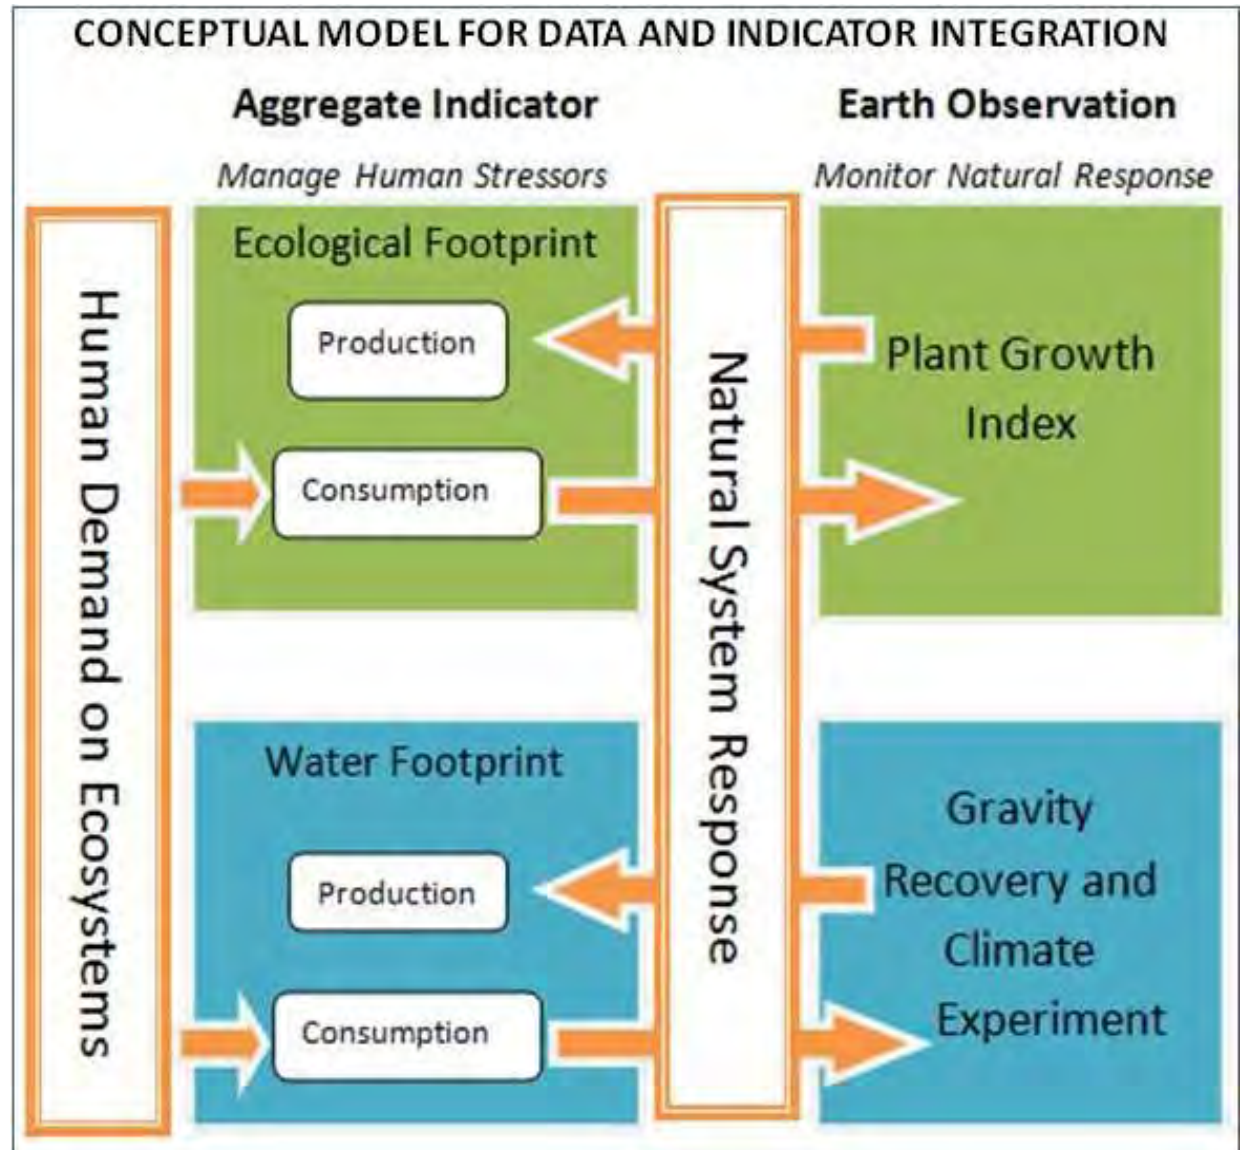 CONCEPTUAL MODEL FOR DATA AND INDICATOR INTEGRATION
Aggregate Indicator
Earth Observation
Manage Human Stressors
Monitor Natural Response
Human Demand on Ecosystems
Ecological Footprint
Production
Consumption
Natural System Response
Plant Growth
Index
Water Footprint
Production
Consumption
Gravity
Recovery and
Climate
Experiment